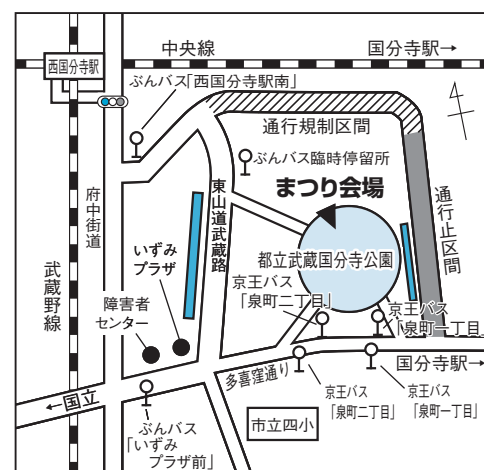 中央線
国分寺駅→
西国分寺駅
ぶんバス「西国分寺駅南」
通行規制区間
ぶんバス臨時停留所
まつり会場
府中街道
武蔵野線
東山道武蔵路
いずみ
プラザ
障害者
センター
都立武蔵国分寺公園
通行止区間
京王バス
「泉町二丁目」
京王バス
「泉町一丁目」
国分寺駅→
多喜窪通り
京王バス
「泉町二丁目」
京王バス
「泉町一丁目」
←国立
ぶんバス
「いずみ
プラザ前」
市立四小